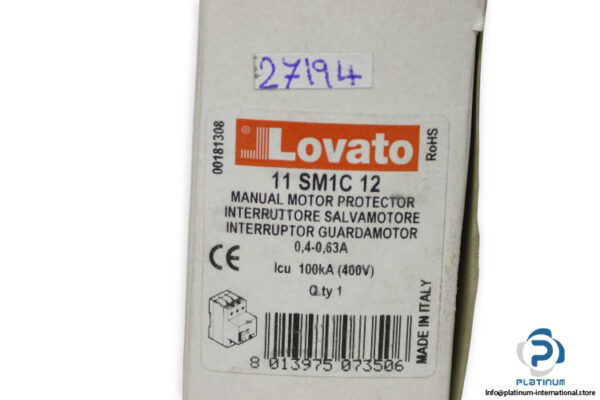 27194
00181308
® Lovato
RoHS
11 SM1C 12
MANUAL MOTOR PROTECTOR
INTERRUTTORE SALVAMOTORE
INTERRUPTOR GUARDAMOTOR
0,4-0,63A
CE
Icu 100kA (400V)
Q.ty 1
MADE IN ITALY
8 013975 073506
PLATINUM
Info@platinum-international.store